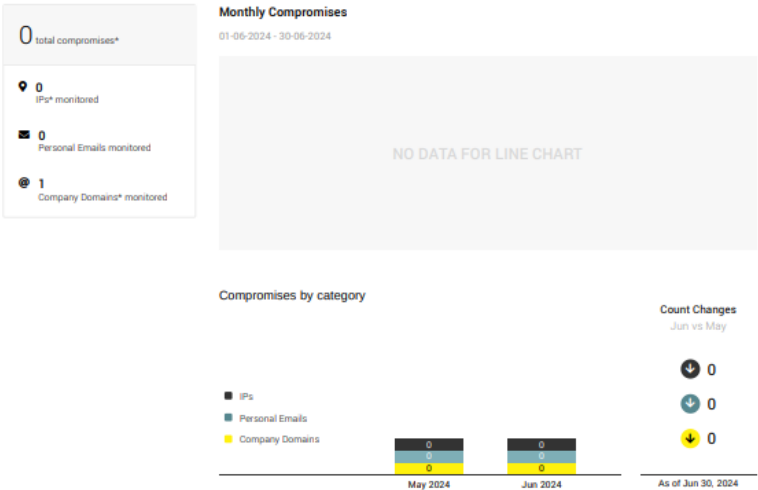 0 total compromises*
0
IPs* monitored
0
Personal Emails monitored
@ 1
Company Domains* monitored
Monthly Compromises
01-06-2024 - 30-06-2024
NO DATA FOR LINE CHART
Compromises by category
IPs
Personal Emails
Company Domains
0 0
0 0
0 0
May 2024 Jun 2024
Count Changes
Jun vs May
0
0
0
As of Jun 30, 2024